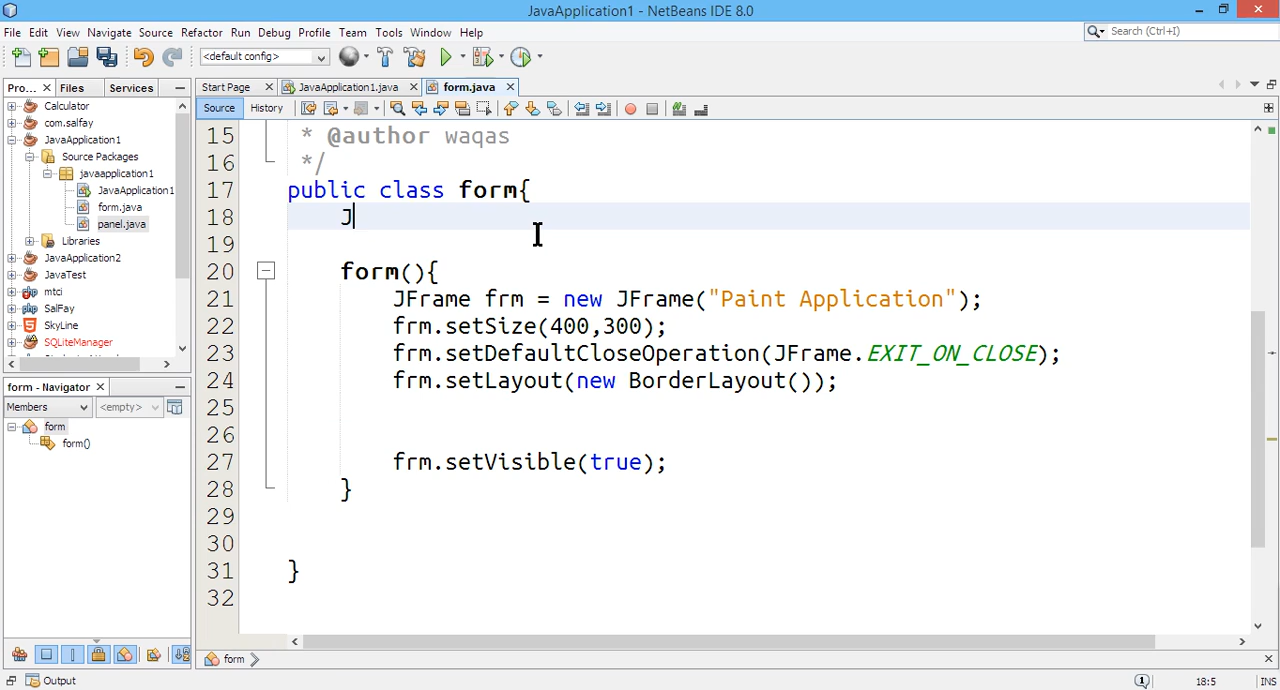 JavaApplication1 - NetBeans IDE 8.0
File Edit View Navigate Source Refactor Run Debug Profile Team Tools Window Help
Search (Ctrl+I)
<default config>
Pro... Files Services
Start Page JavaApplication1.java form.java
Source History
Calculator
com.salfay
JavaApplication1
Source Packages
javaapplication1
JavaApplication1
form.java
panel.java
Libraries
JavaApplication2
JavaTest
mtci
SalFay
SkyLine
SQLiteManager
form - Navigator
Members <empty>
form
form()
15 * @author waqas
16 */
17 public class form{
18 J
19
20 form(){
21 JFrame frm = new JFrame("Paint Application");
22 frm.setSize(400,300);
23 frm.setDefaultCloseOperation(JFrame.EXIT_ON_CLOSE);
24 frm.setLayout(new BorderLayout());
25
26
27 frm.setVisible(true);
28 }
29
30
31 }
32
form
Output
1 18:5 INS